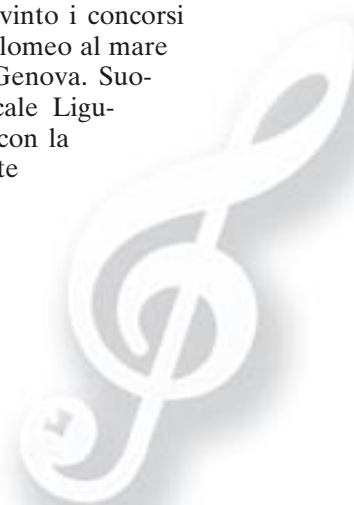 vinto i concorsi
lomeo al mare
Genova. Suo-
cale Ligu-
con la
te